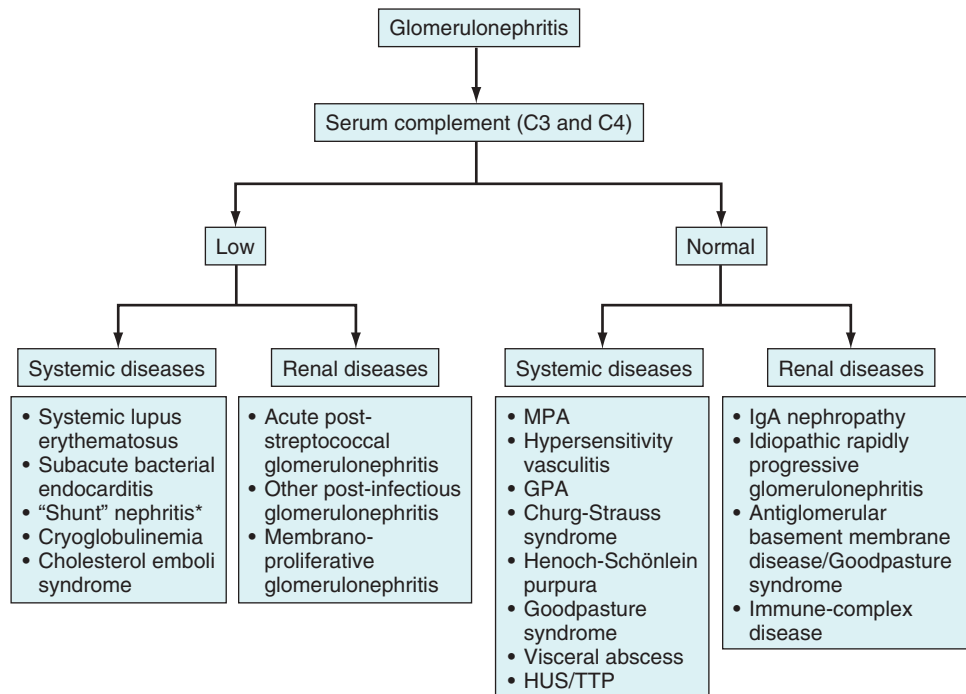 Glomerulonephritis
Serum complement (C3 and C4)
Low
Normal
Systemic diseases
• Systemic lupus
erythematosus
• Subacute bacterial
endocarditis
• “Shunt” nephritis*
• Cryoglobulinemia
• Cholesterol emboli
syndrome
Renal diseases
• Acute post-
streptococcal
glomerulonephritis
• Other post-infectious
glomerulonephritis
• Membrano-
proliferative
glomerulonephritis
Systemic diseases
• MPA
• Hypersensitivity
vasculitis
• GPA
• Churg-Strauss
syndrome
• Henoch-Schönlein
purpura
• Goodpasture
syndrome
• Visceral abscess
• HUS/TTP
Renal diseases
• IgA nephropathy
• Idiopathic rapidly
progressive
glomerulonephritis
• Antiglomerular
basement membrane
disease/Goodpasture
syndrome
• Immune-complex
disease